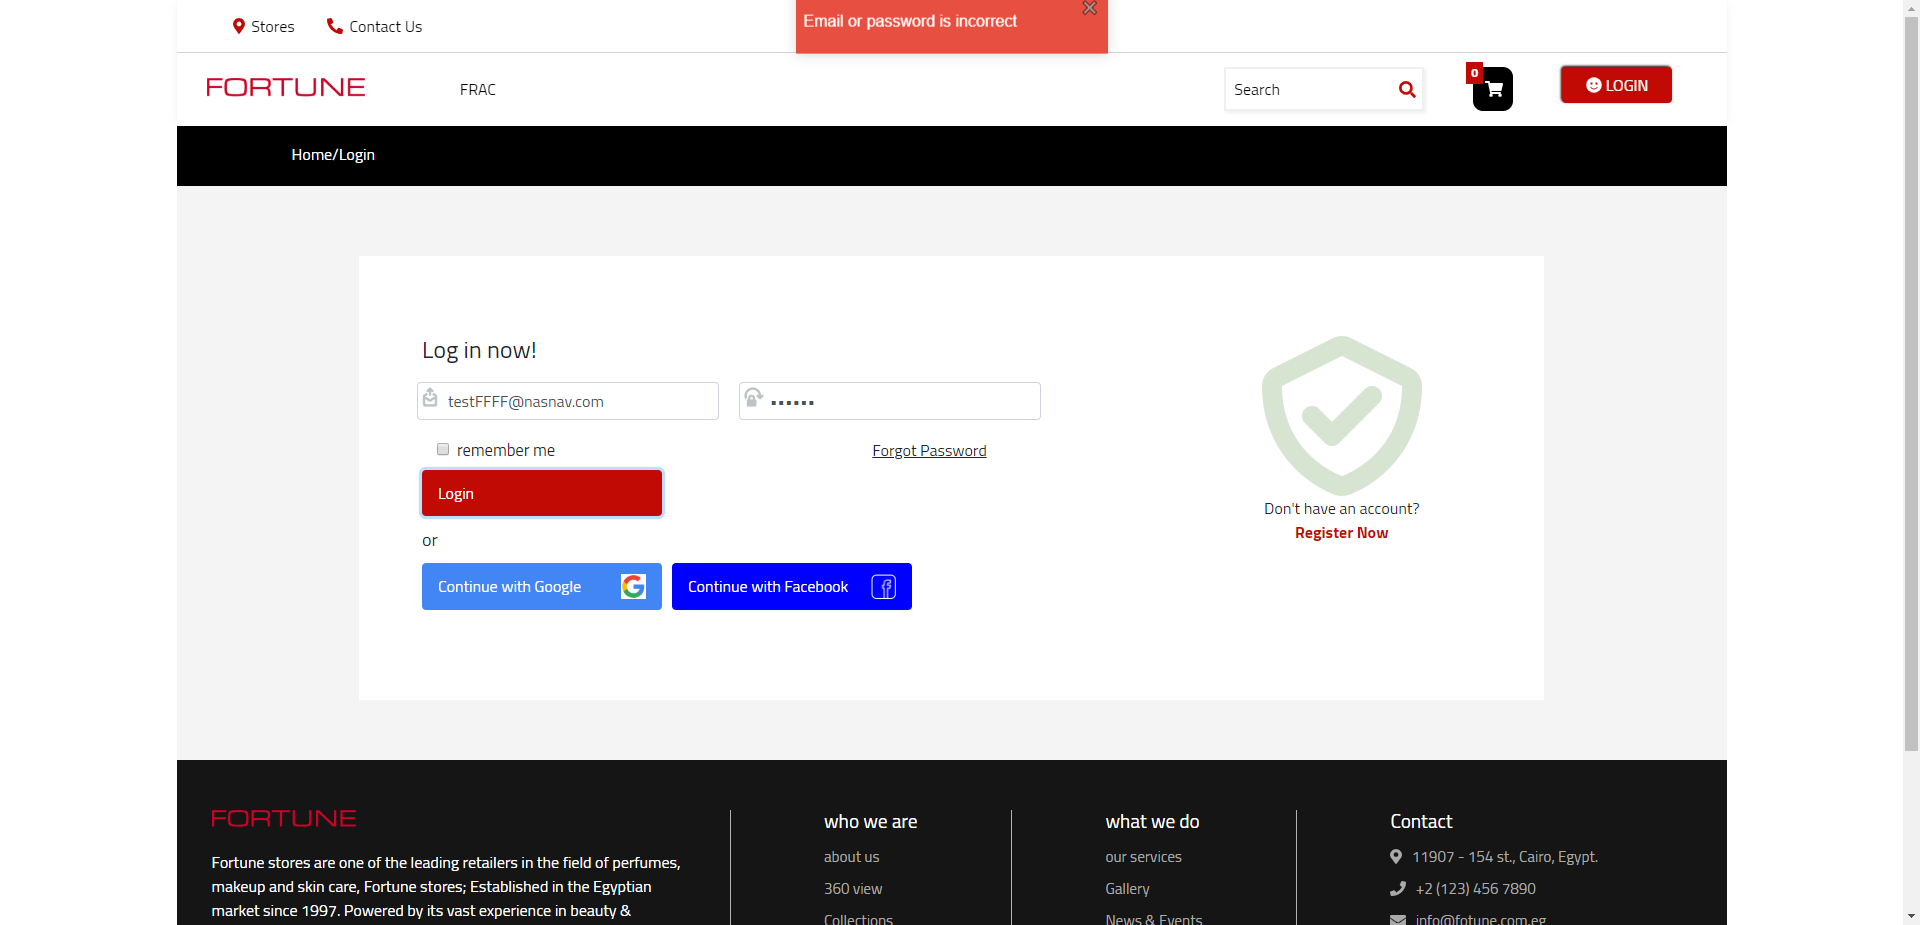 Stores
Contact Us
Email or password is incorrect
FORTUNE
FRAC
Search
0
LOGIN
Home/Login
Log in now!
testFFFF@nasnav.com
••••••
remember me
Forgot Password
Login
or
Continue with Google
Continue with Facebook
Don't have an account?
Register Now
FORTUNE
Fortune stores are one of the leading retailers in the field of perfumes,
makeup and skin care, Fortune stores; Established in the Egyptian
market since 1997. Powered by its vast experience in beauty &
who we are
about us
360 view
Collections
what we do
our services
Gallery
News & Events
Contact
11907 - 154 st., Cairo, Egypt.
+2 (123) 456 7890
info@fotune.com.eg